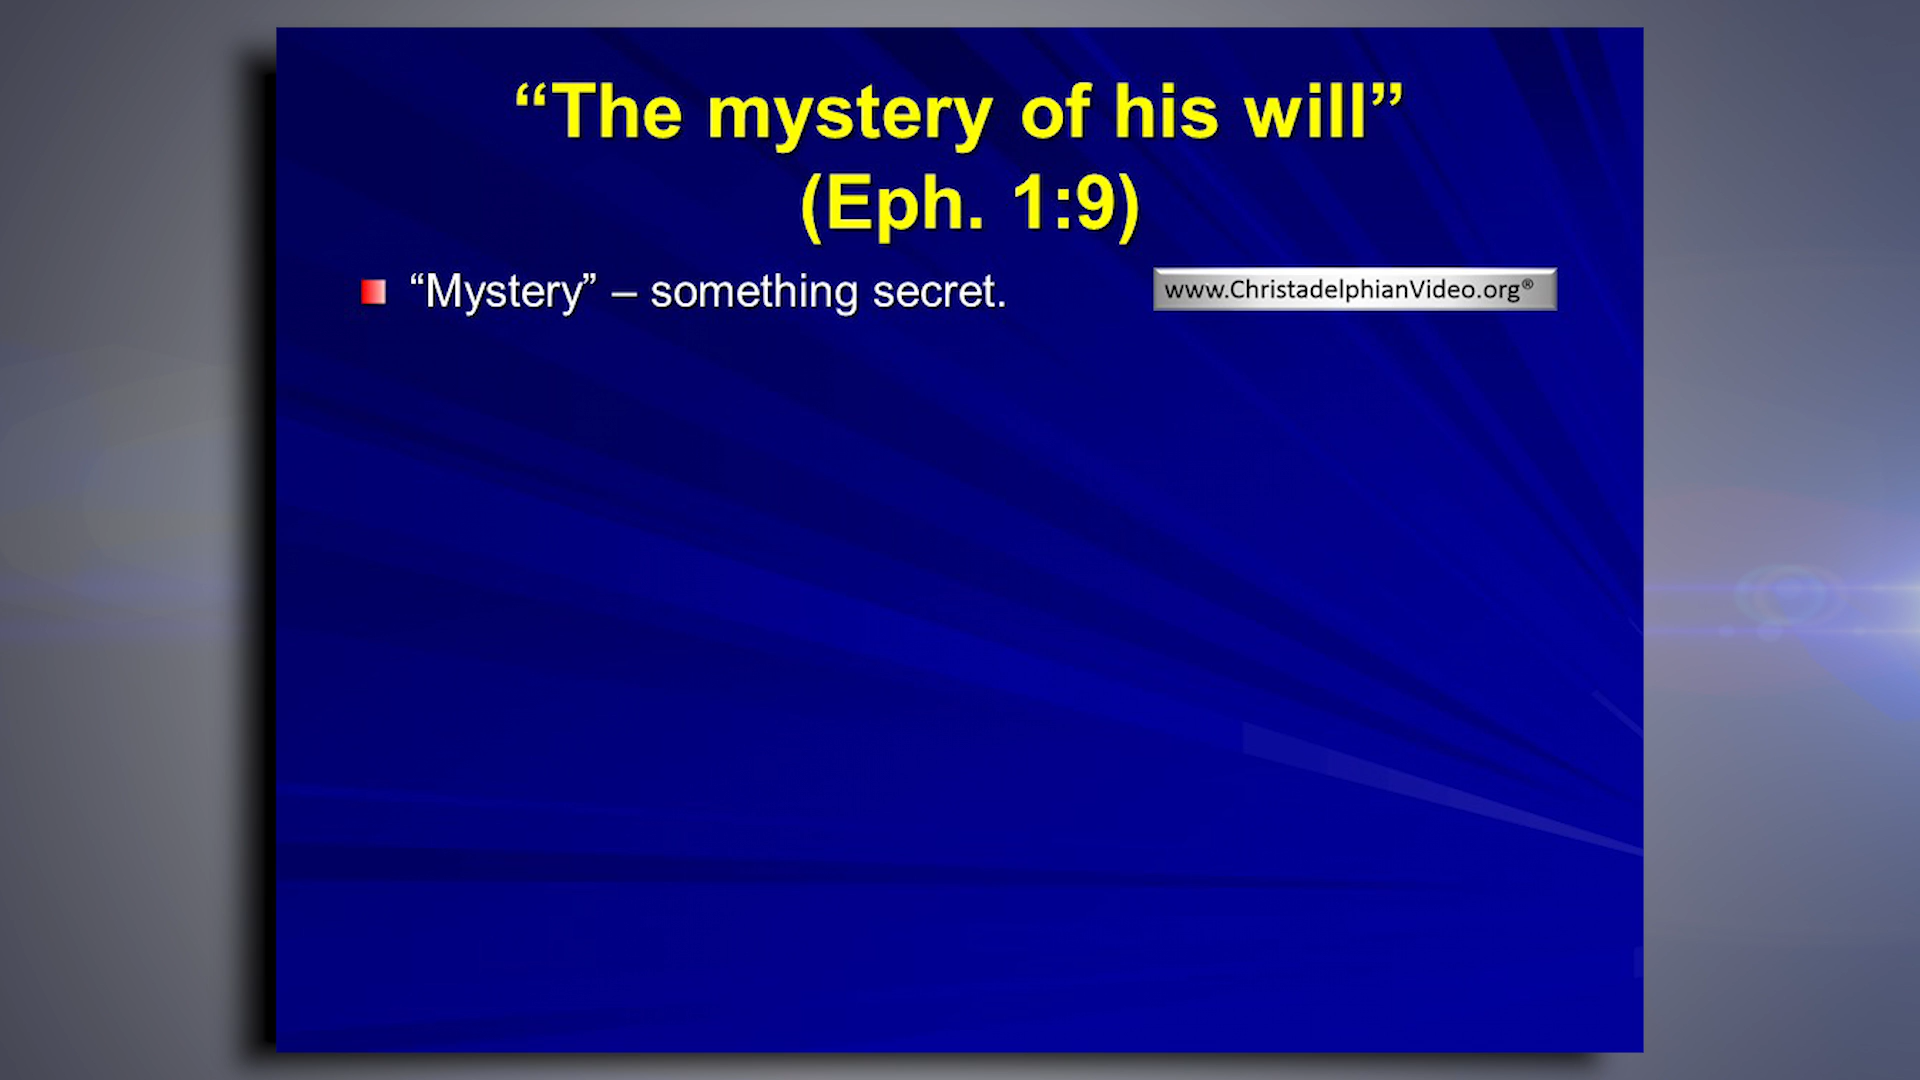 “The mystery of his will”
(Eph. 1:9)
“Mystery” – something secret.
www.ChristadelphianVideo.org®